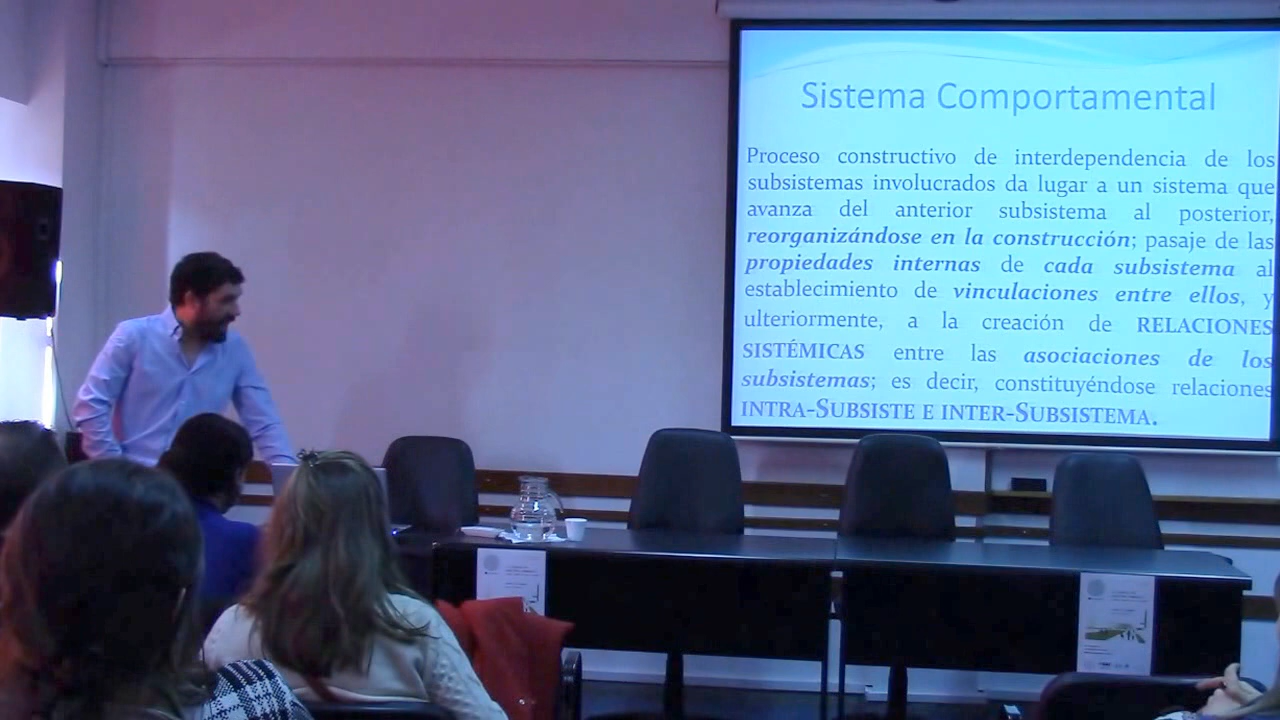 Sistema Comportamental
Proceso constructivo de interdependencia de los
subsistemas involucrados da lugar a un sistema que
avanza del anterior subsistema al posterior,
reorganizándose en la construcción; pasaje de las
propiedades internas de cada subsistema al
establecimiento de vinculaciones entre ellos, y
ulteriormente, a la creación de RELACIONES
SISTÉMICAS entre las asociaciones de los
subsistemas; es decir, constituyéndose relaciones
INTRA-SUBSISTE E INTER-SUBSISTEMA.